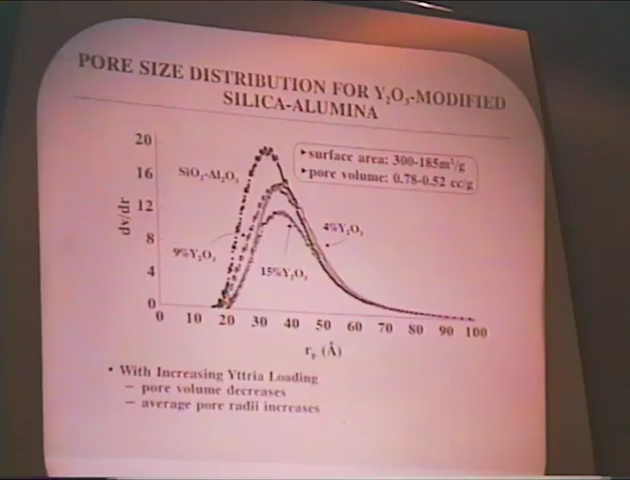 PORE SIZE DISTRIBUTION FOR Y₂O₃-MODIFIED
SILICA-ALUMINA
‣surface area: 300-185m²/g
‣pore volume: 0.78-0.52 cc/g
SiO₂-Al₂O₃
4%Y₂O₃
9%Y₂O₃
15%Y₂O₃
dv/dr
20
16
12
8
4
0
0 10 20 30 40 50 60 70 80 90 100
rₚ (Å)
• With Increasing Yttria Loading
– pore volume decreases
– average pore radii increases